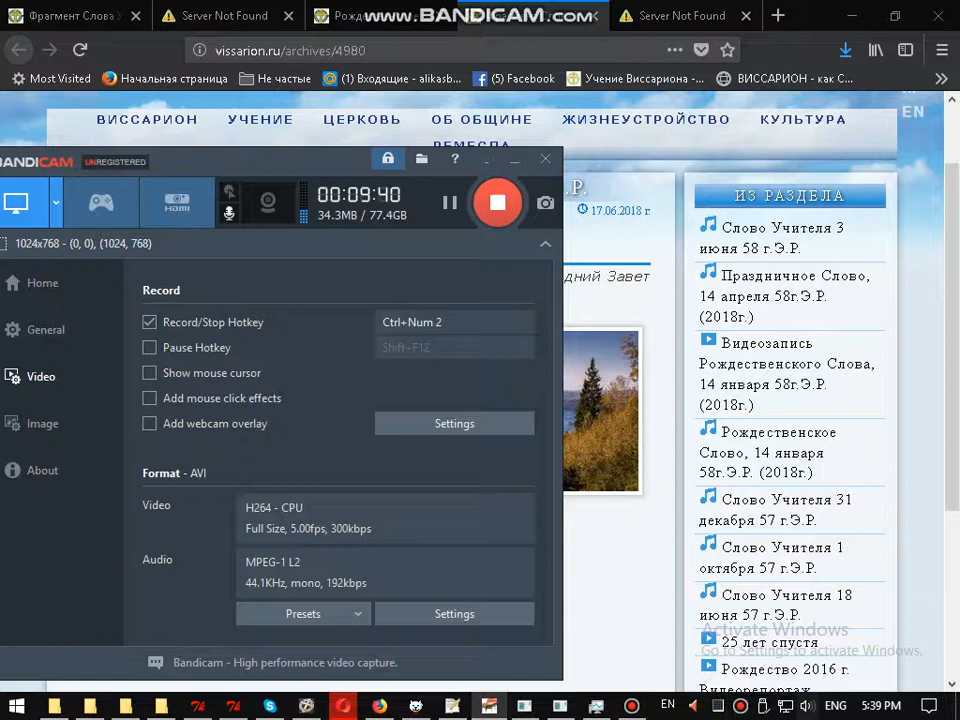 Фрагмент Слова У
Server Not Found
Рожд
www.BANDICAM.com
Server Not Found
vissarion.ru/archives/4980
Most Visited
Начальная страница
Не частые
(1) Входящие - alikasb...
(5) Facebook
Учение Виссариона -...
ВИССАРИОН - как С...
EN
ВИССАРИОН УЧЕНИЕ ЦЕРКОВЬ ОБ ОБЩИНЕ ЖИЗНЕУСТРОЙСТВО КУЛЬТУРА
РЕМЕСЛА
BANDICAM UNREGISTERED
?
00:09:40
34.3MB / 77.4GB
HDMI
1024x768 - (0, 0), (1024, 768)
Home
General
Video
Image
About
Record
Record/Stop Hotkey
Ctrl+Num 2
Pause Hotkey
Shift+F12
Show mouse cursor
Add mouse click effects
Add webcam overlay
Settings
Format - AVI
Video
H264 - CPU
Full Size, 5.00fps, 300kbps
Audio
MPEG-1 L2
44.1KHz, mono, 192kbps
Presets
Settings
Bandicam - High performance video capture.
.Р.
17.06.2018 г.
дний Завет
ИЗ РАЗДЕЛА
Слово Учителя 3
июня 58 г.Э.Р.
Праздничное Слово,
14 апреля 58г.Э.Р.
(2018г.)
Видеозапись
Рождественского Слова,
14 января 58г.Э.Р.
(2018г.)
Рождественское
Слово, 14 января
58г.Э.Р. (2018г.)
Слово Учителя 31
декабря 57 г.Э.Р.
Слово Учителя 1
октября 57 г.Э.Р.
Слово Учителя 18
июня 57 г.Э.Р.
25 лет спустя
Рождество 2016 г.
Видеорепортаж
Activate Windows
Go to Settings to activate Windows.
EN
ENG
5:39 PM